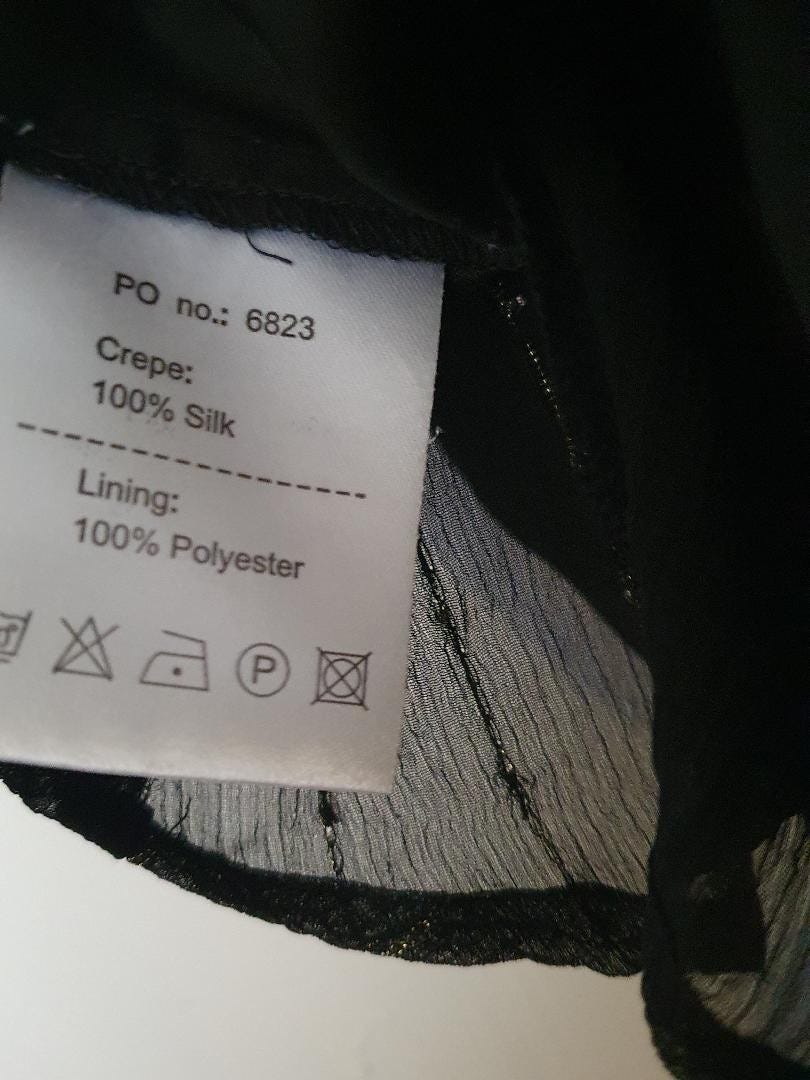 PO no.: 6823
Crepe:
100% Silk
Lining:
100% Polyester
P